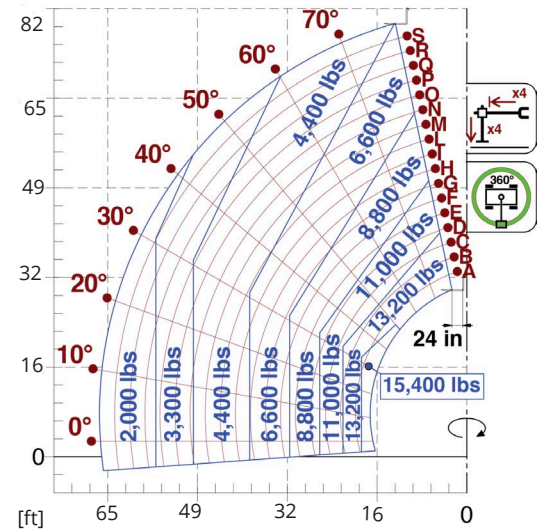 82
65
49
32
16
0
[ft]
65
49
32
16
0
0°
10°
20°
30°
40°
50°
60°
70°
S
R
Q
P
O
N
M
L
T
H
G
F
E
D
C
B
A
4,400 lbs
6,600 lbs
8,800 lbs
11,000 lbs
13,200 lbs
2,000 lbs
3,300 lbs
4,400 lbs
6,600 lbs
8,800 lbs
11,000 lbs
13,200 lbs
15,400 lbs
24 in
x4
x4
360°